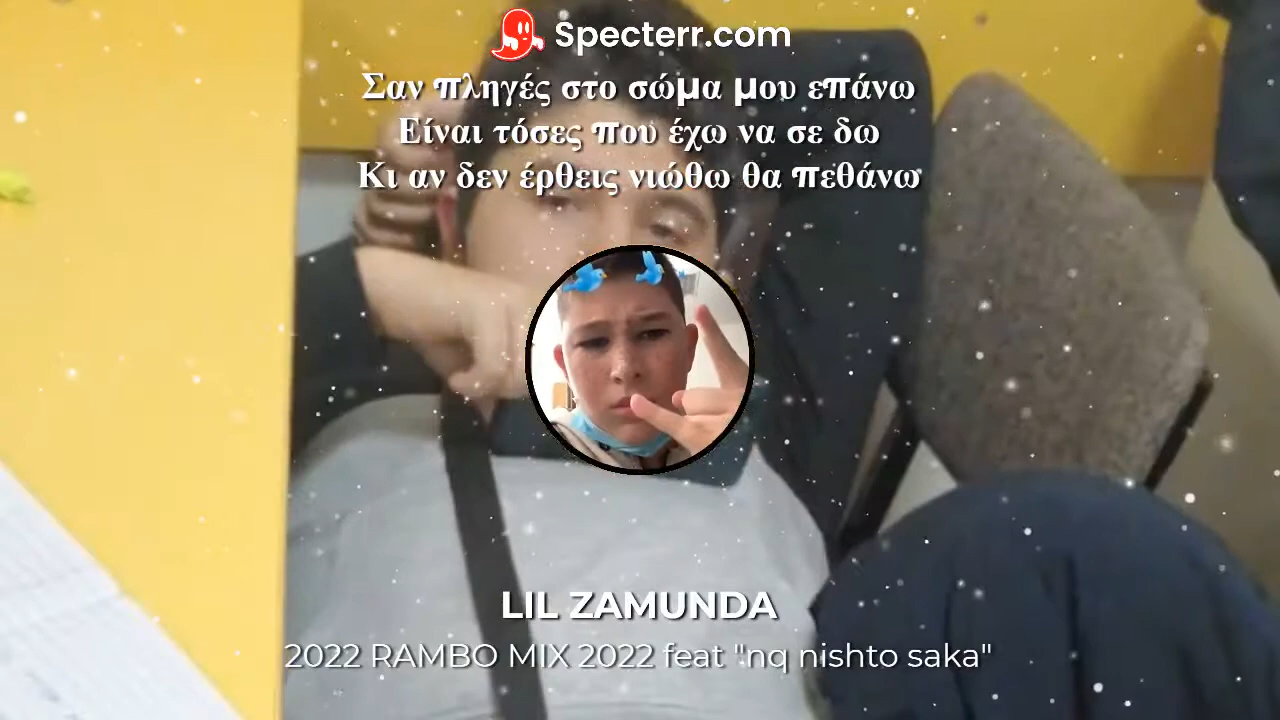 Specterr.com
Σαν πληγές στο σώμα μου επάνω
Είναι τόσες που έχω να σε δω
Κι αν δεν έρθεις νιώθω θα πεθάνω
LIL ZAMUNDA
2022 RAMBO MIX 2022 feat "nq nishto saka"